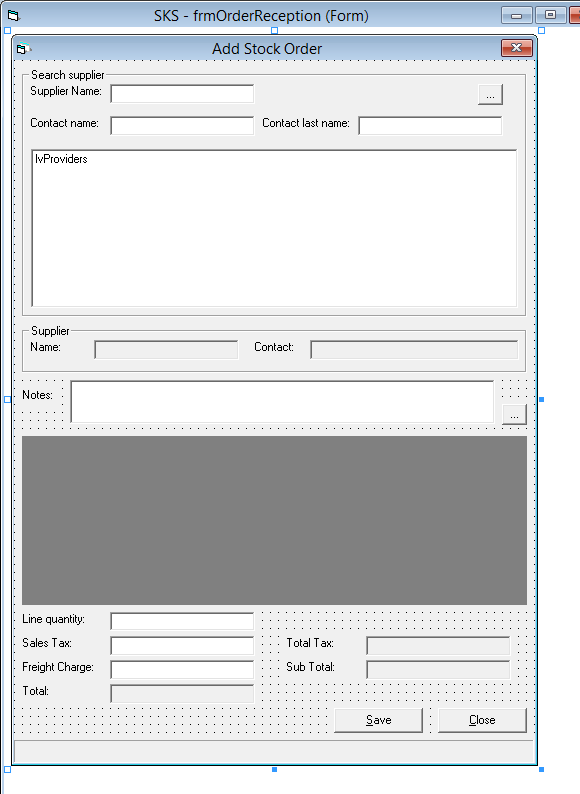 SKS - frmOrderReception (Form)
Add Stock Order
Search supplier
Supplier Name:
...
Contact name:
Contact last name:
lvProviders
Supplier
Name:
Contact:
Notes:
...
Line quantity:
Sales Tax:
Total Tax:
Freight Charge:
Sub Total:
Total:
Save
Close